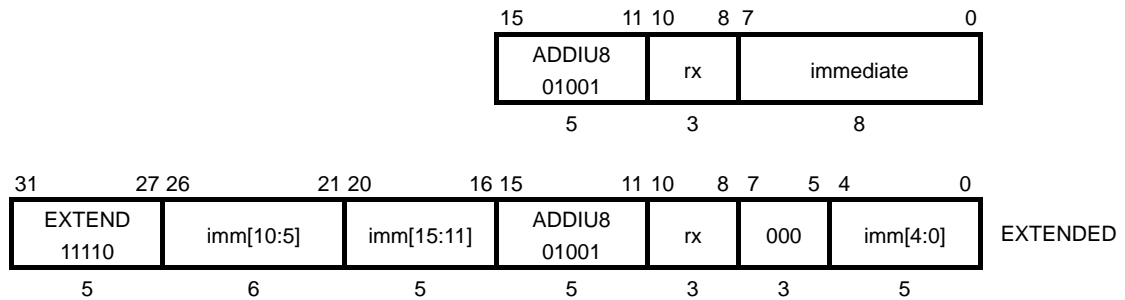 15 11 10 8 7 0
ADDIU8
01001 rx immediate
5 3 8
31 27 26 21 20 16 15 11 10 8 7 5 4 0
EXTEND
11110 imm[10:5] imm[15:11] ADDIU8
01001 rx 000 imm[4:0] EXTENDED
5 6 5 5 3 3 5